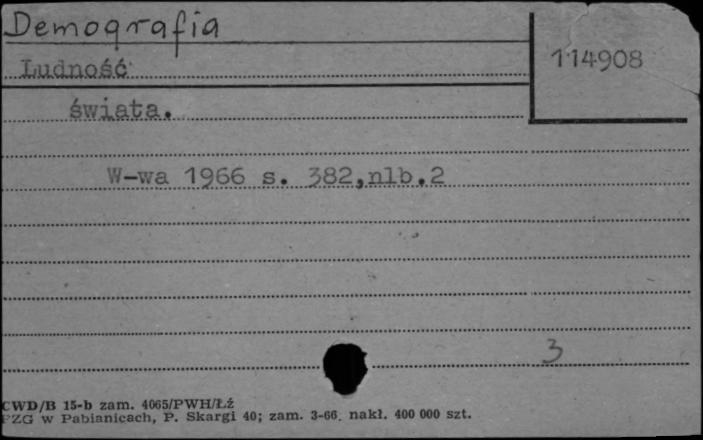 Demografia
114908
Ludność
świata.
W-wa 1966 s. 382,nlb.2
3
CWD/B 15-b zam. 4065/PWH/Łź
PZG w Pabianicach, P. Skargi 40; zam. 3-66. nakł. 400 000 szt.